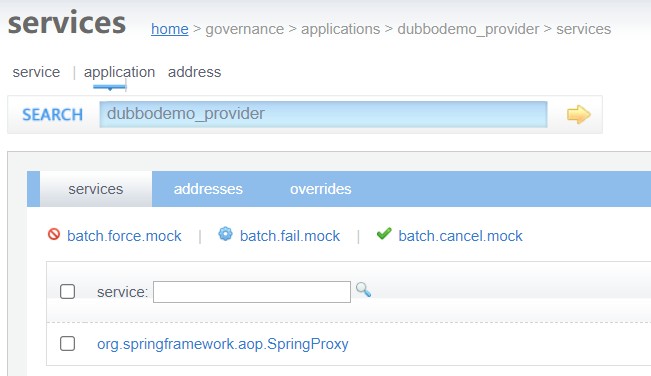 services home > governance > applications > dubbodemo_provider > services
service | application address
SEARCH dubbodemo_provider
services addresses overrides
batch.force.mock | batch.fail.mock | batch.cancel.mock
service:
org.springframework.aop.SpringProxy